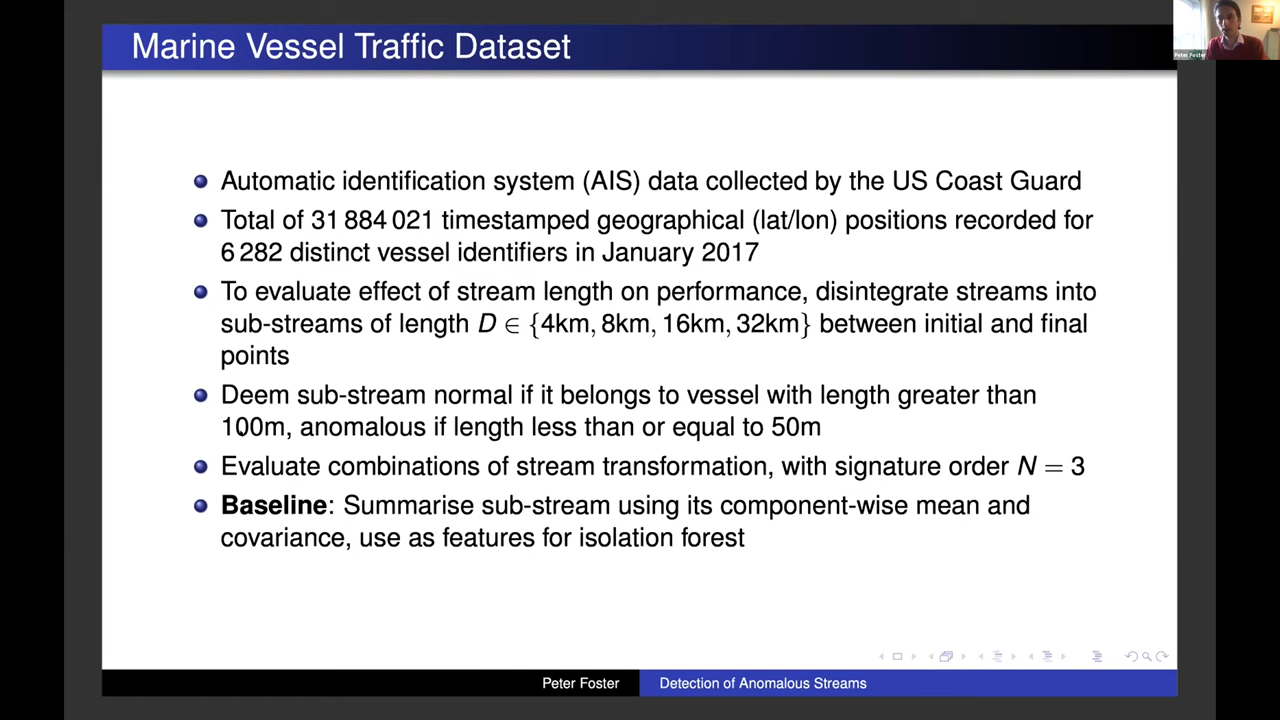 Marine Vessel Traffic Dataset
Peter Foster
Automatic identification system (AIS) data collected by the US Coast Guard
Total of 31 884 021 timestamped geographical (lat/lon) positions recorded for
6 282 distinct vessel identifiers in January 2017
To evaluate effect of stream length on performance, disintegrate streams into
sub-streams of length D ∈ {4km, 8km, 16km, 32km} between initial and final
points
Deem sub-stream normal if it belongs to vessel with length greater than
100m, anomalous if length less than or equal to 50m
Evaluate combinations of stream transformation, with signature order N = 3
Baseline: Summarise sub-stream using its component-wise mean and
covariance, use as features for isolation forest
Peter Foster
Detection of Anomalous Streams